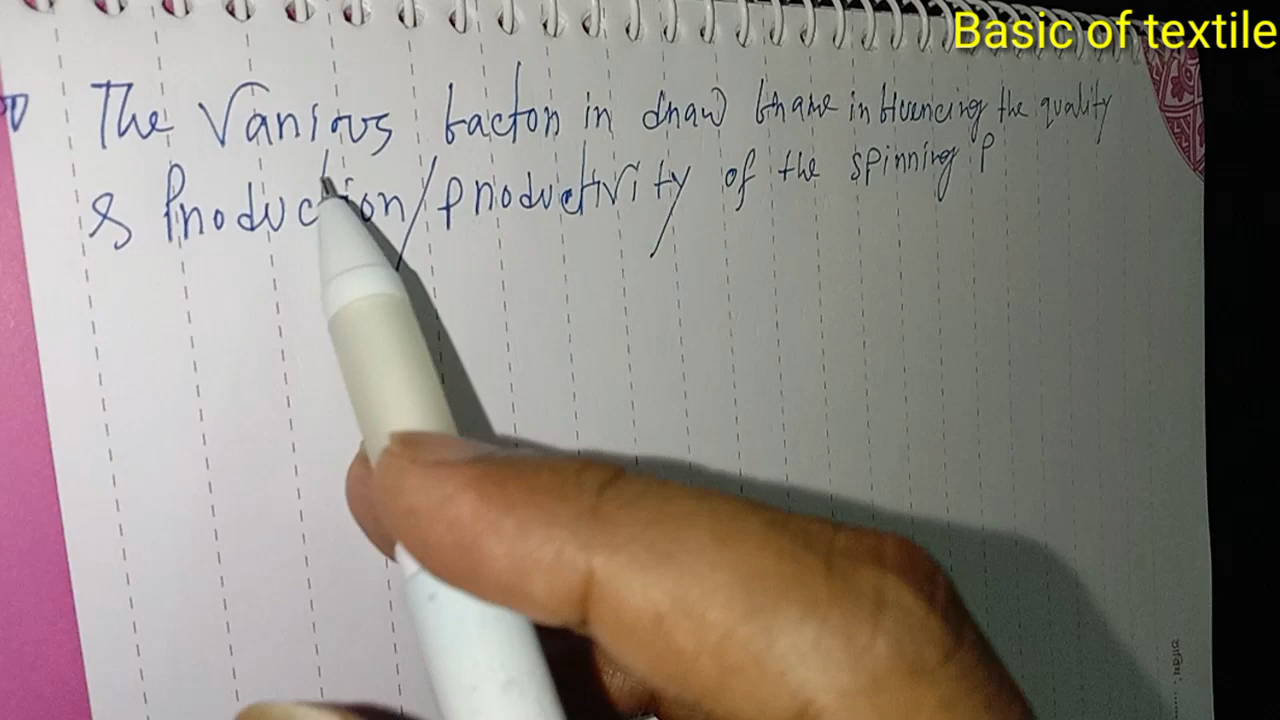 Basic of textile
The Various factor in draw frame influencing the quality
& Production/productivity of the spinning P